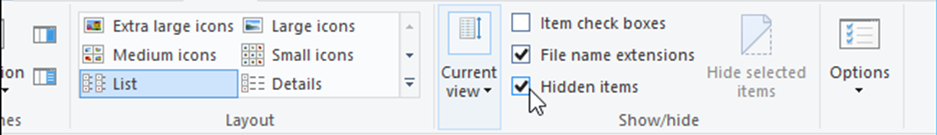 Extra large icons
Large icons
Item check boxes
Medium icons
Small icons
File name extensions
ion
List
Details
Current view
Hidden items
Hide selected items
Options
nes
Layout
Show/hide